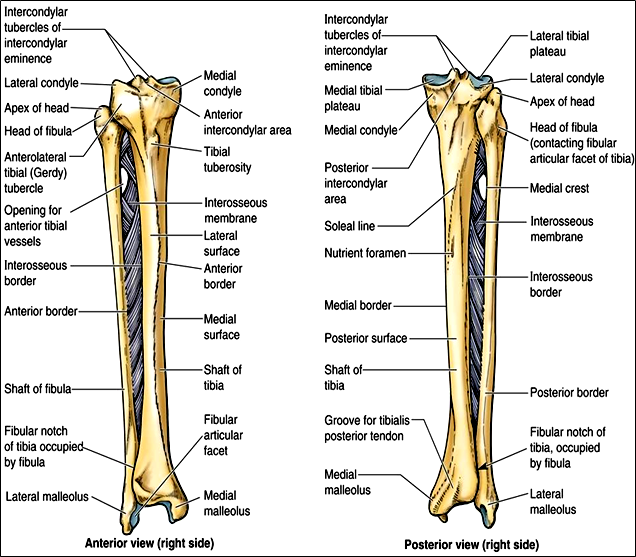 Intercondylar
tubercles of
intercondylar
eminence
Lateral condyle
Apex of head
Head of fibula
Anterolateral
tibial (Gerdy)
tubercle
Opening for
anterior tibial
vessels
Interosseous
border
Anterior border
Shaft of fibula
Fibular notch
of tibia occupied
by fibula
Lateral malleolus
Medial
condyle
Anterior
intercondylar area
Tibial
tuberosity
Interosseous
membrane
Lateral
surface
Anterior
border
Medial
surface
Shaft of
tibia
Fibular
articular
facet
Medial
malleolus
Anterior view (right side)
Intercondylar
tubercles of
intercondylar
eminence
Medial tibial
plateau
Medial condyle
Posterior
intercondylar
area
Soleal line
Nutrient foramen
Medial border
Posterior surface
Shaft of
tibia
Groove for tibialis
posterior tendon
Medial
malleolus
Lateral tibial
plateau
Lateral condyle
Apex of head
Head of fibula
(contacting fibular
articular facet of tibia)
Medial crest
Interosseous
membrane
Interosseous
border
Posterior border
Fibular notch of
tibia, occupied
by fibula
Lateral
malleolus
Posterior view (right side)